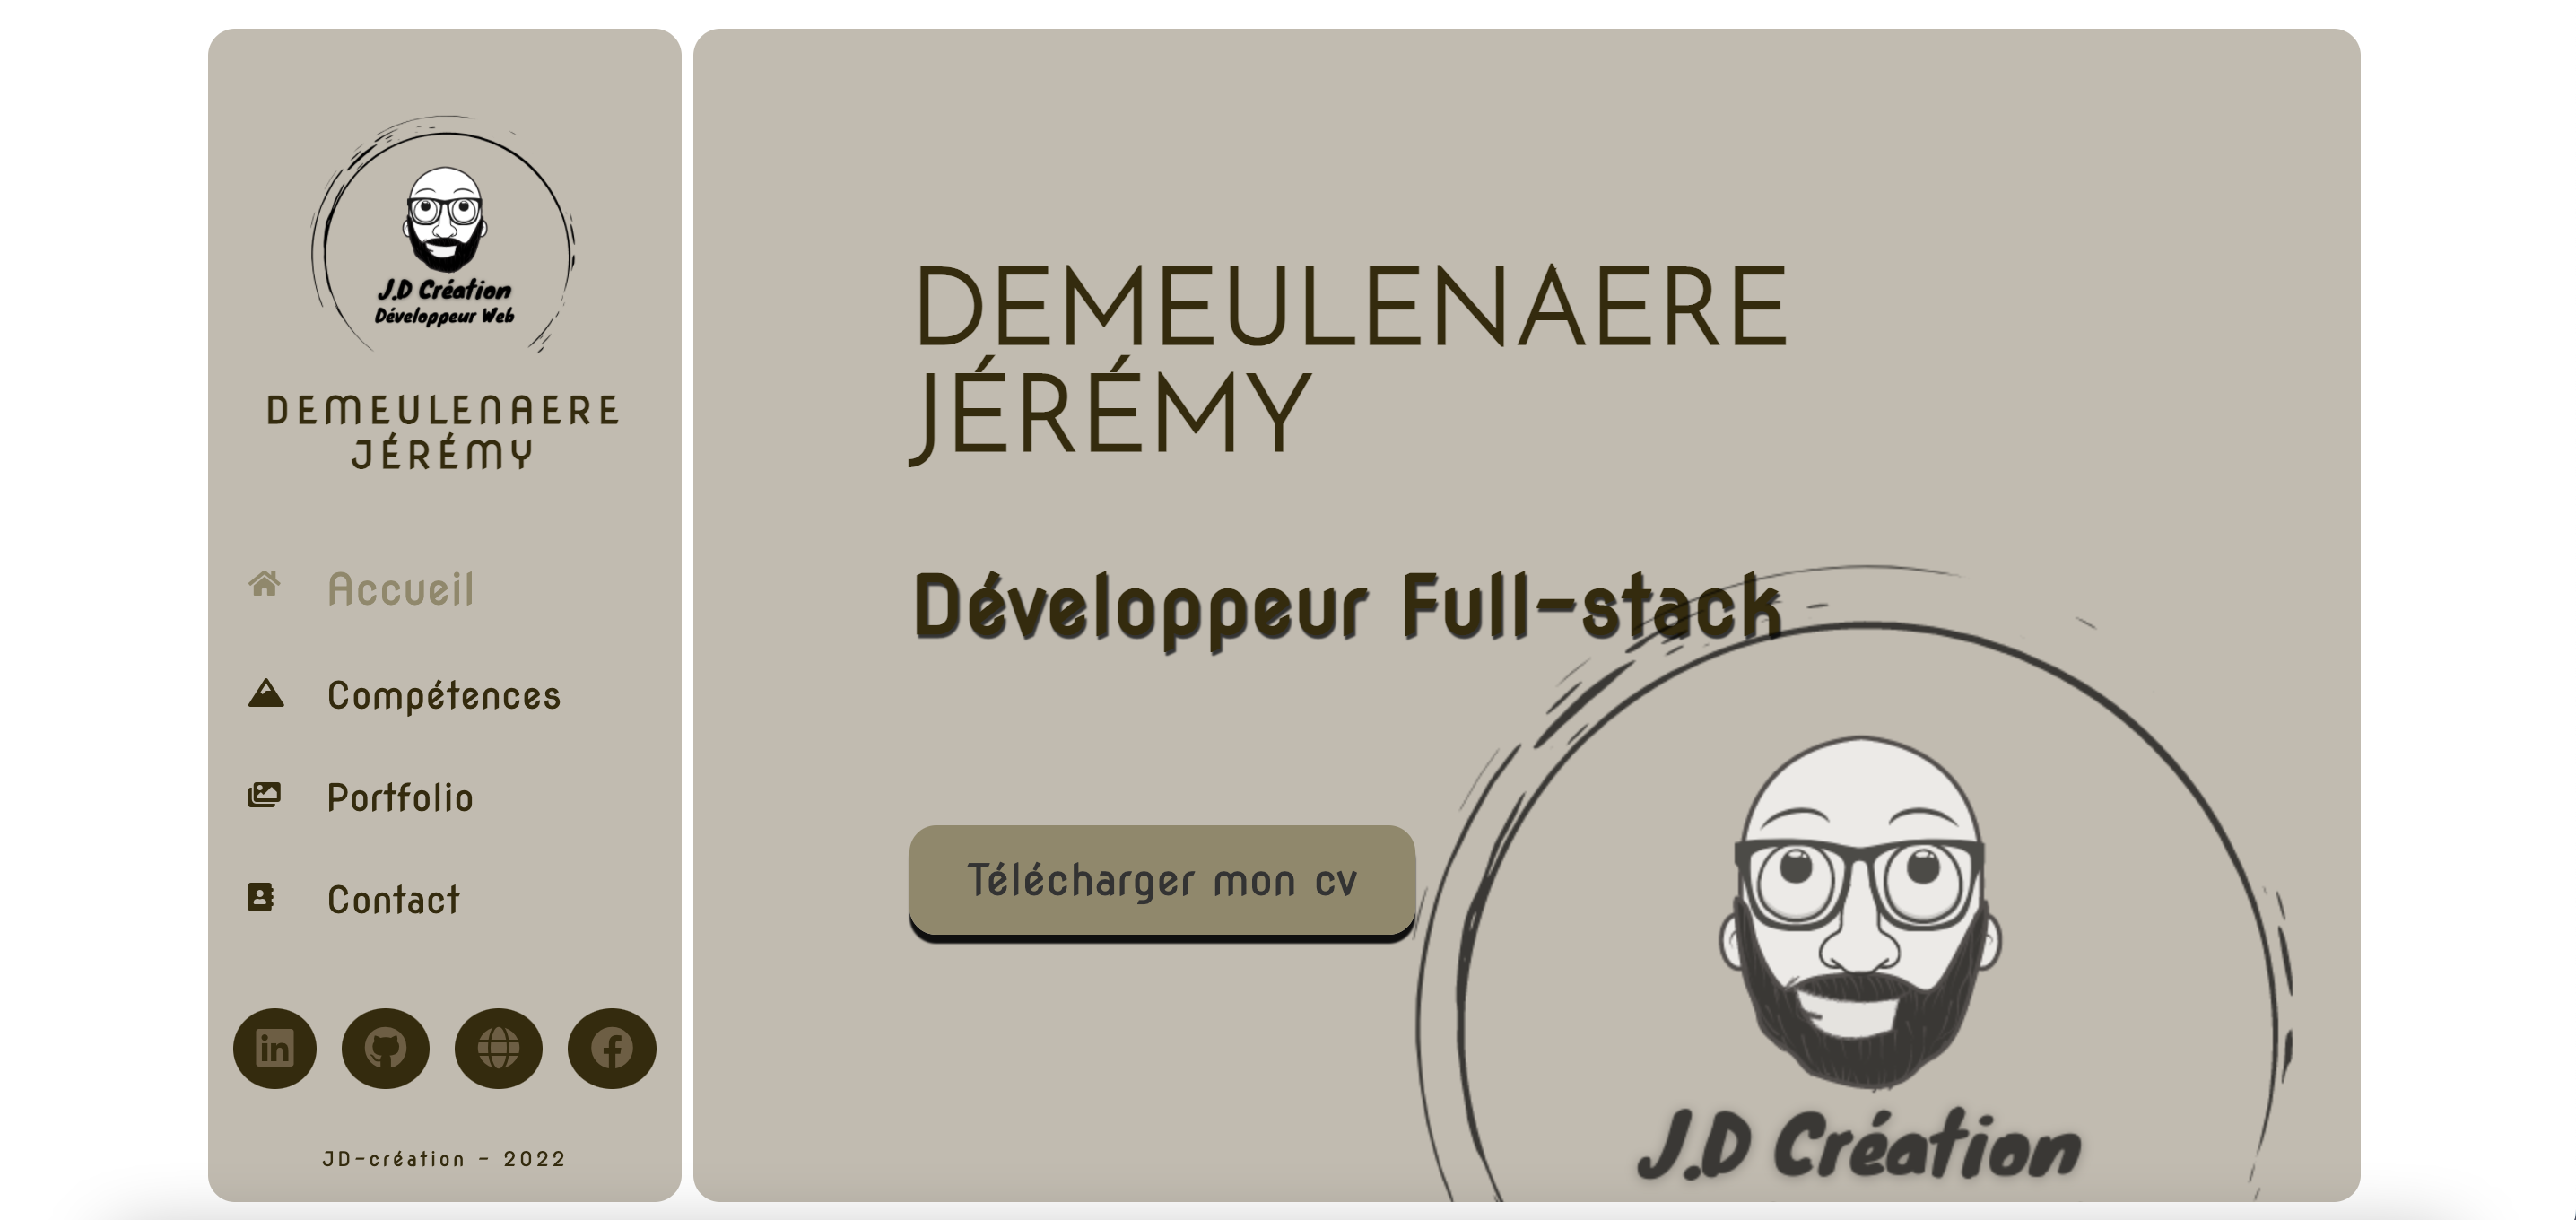 J.D Création
Développeur Web
DEMEULENAERE
JÉRÉMY
Accueil
Compétences
Portfolio
Contact
in
JD-création - 2022
DEMEULENAERE
JÉRÉMY
Développeur Full-stack
Télécharger mon cv
J.D Création